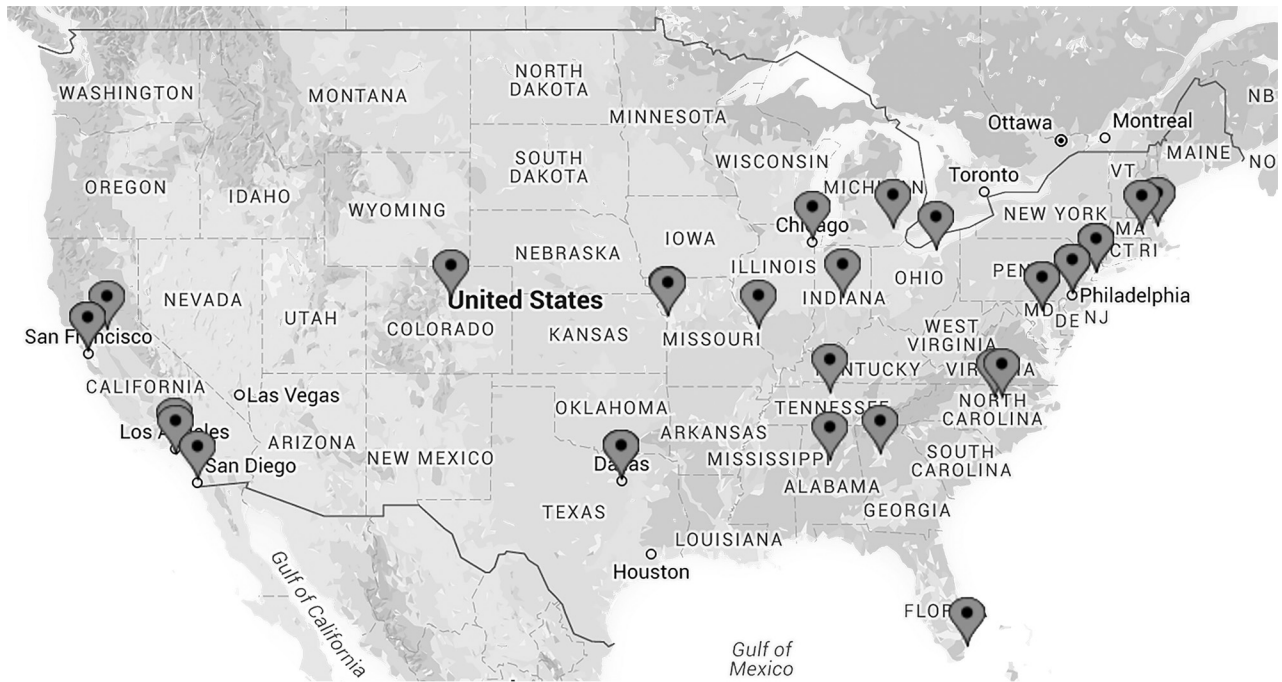 WASHINGTON
MONTANA
NORTH
DAKOTA
MINNESOTA
NB
Ottawa
Montreal
WISCONSIN
MAINE
NO
SOUTH
DAKOTA
VT
Toronto
OREGON
IDAHO
WYOMING
NEW YORK
Chicago
MA
NEBRASKA
IOWA
CT RI
ILLINOIS
OHIO
NEVADA
United States
INDIANA
Philadelphia
MD
DE
NJ
UTAH
COLORADO
KANSAS
MISSOURI
WEST
VIRGINIA
San Francisco
CALIFORNIA
Las Vegas
OKLAHOMA
TENNESSEE
NORTH
CAROLINA
Los Angeles
ARIZONA
ARKANSAS
NEW MEXICO
San Diego
Dallas
MISSISSIPPI
SOUTH
CAROLINA
ALABAMA
TEXAS
GEORGIA
LOUISIANA
Houston
Gulf of California
Gulf of
Mexico